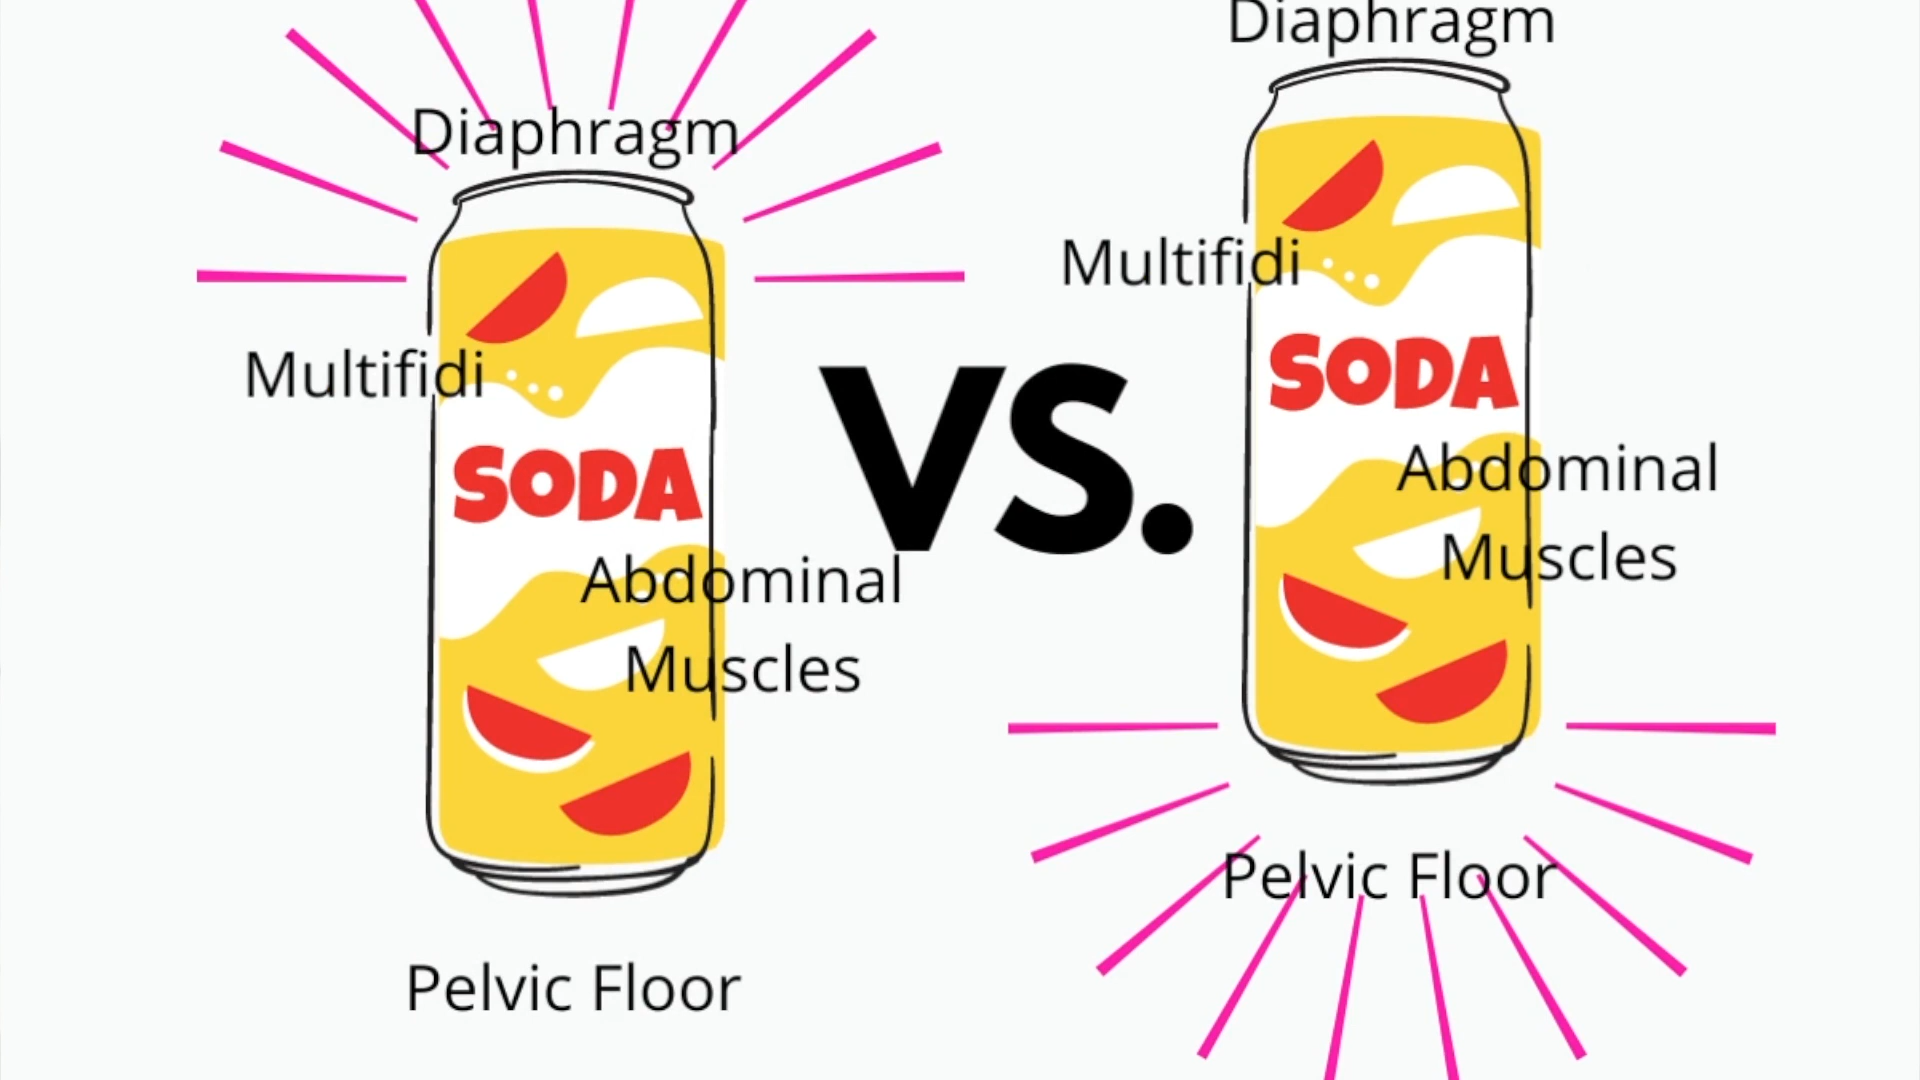 Diaphragm
Multifidi
SODA
Abdominal
Muscles
Pelvic Floor
VS.
Diaphragm
Multifidi
SODA
Abdominal
Muscles
Pelvic Floor